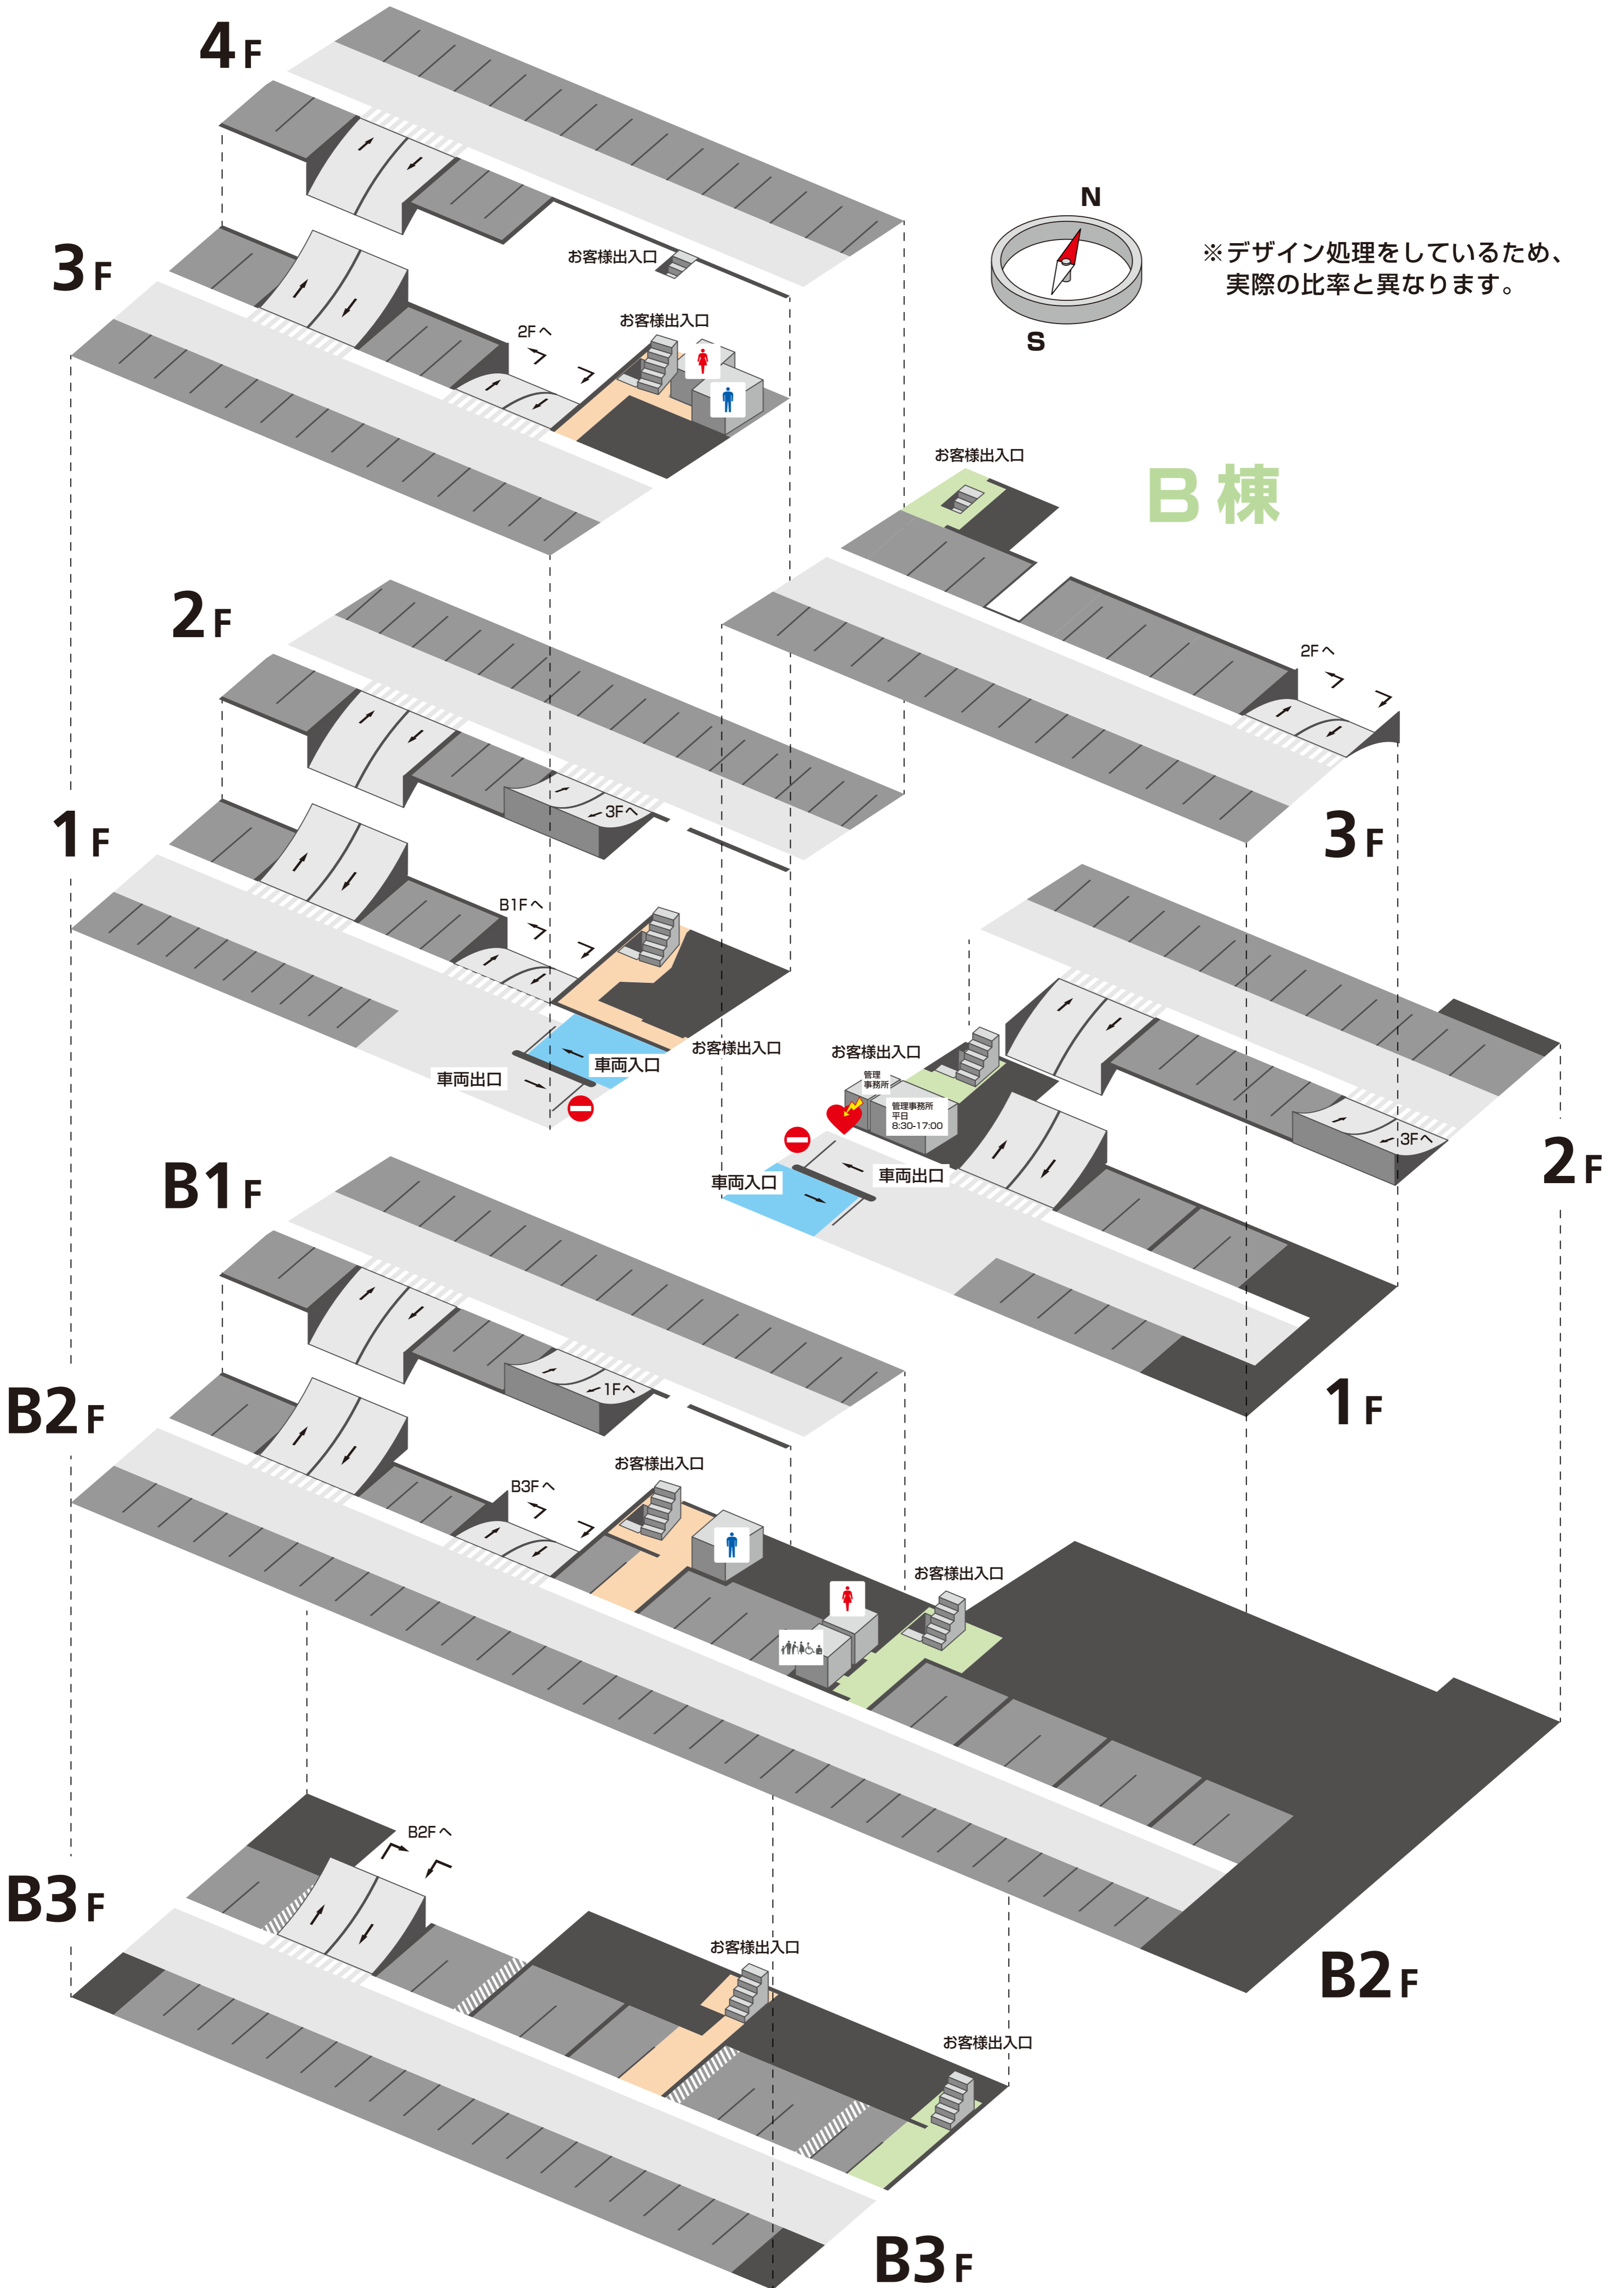 4F
N
S
※デザイン処理をしているため、
実際の比率と異なります。
3F
お客様出入口
2Fへ
お客様出入口
お客様出入口
B棟
2F
2Fへ
3Fへ
1F
3F
B1Fへ
お客様出入口
車両入口
車両出口
お客様出入口
管理
事務所
管理事務所
平日
8:30-17:00
車両入口
車両出口
3Fへ
2F
B1F
1Fへ
1F
B2F
お客様出入口
B3Fへ
お客様出入口
B2Fへ
B3F
お客様出入口
B2F
お客様出入口
B3F